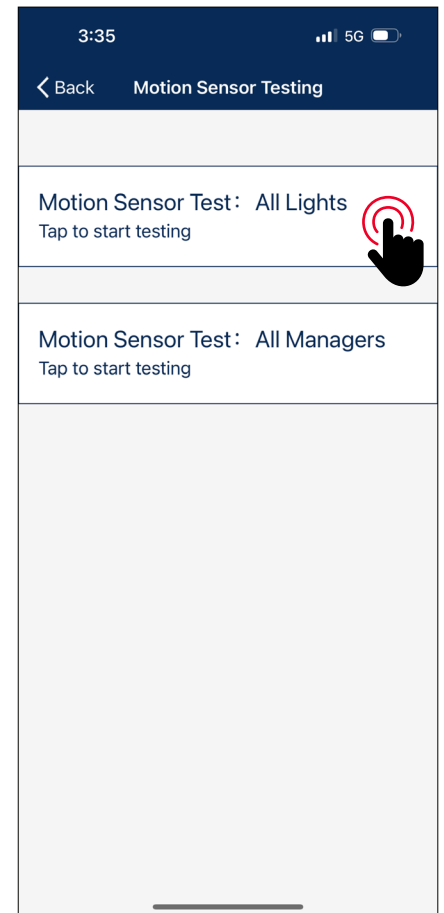 3:35 5G
Back Motion Sensor Testing
Motion Sensor Test: All Lights
Tap to start testing
Motion Sensor Test: All Managers
Tap to start testing